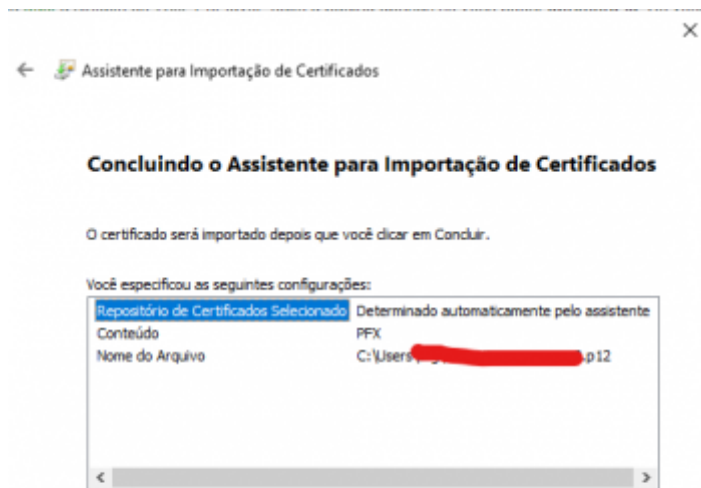 Assistente para Importação de Certificados
Concluindo o Assistente para Importação de Certificados
O certificado será importado depois que você clicar em Concluir.
Você especificou as seguintes configurações:
Repositório de Certificados Selecionado Determinado automaticamente pelo assistente
Conteúdo PFX
Nome do Arquivo C:\Users .p12